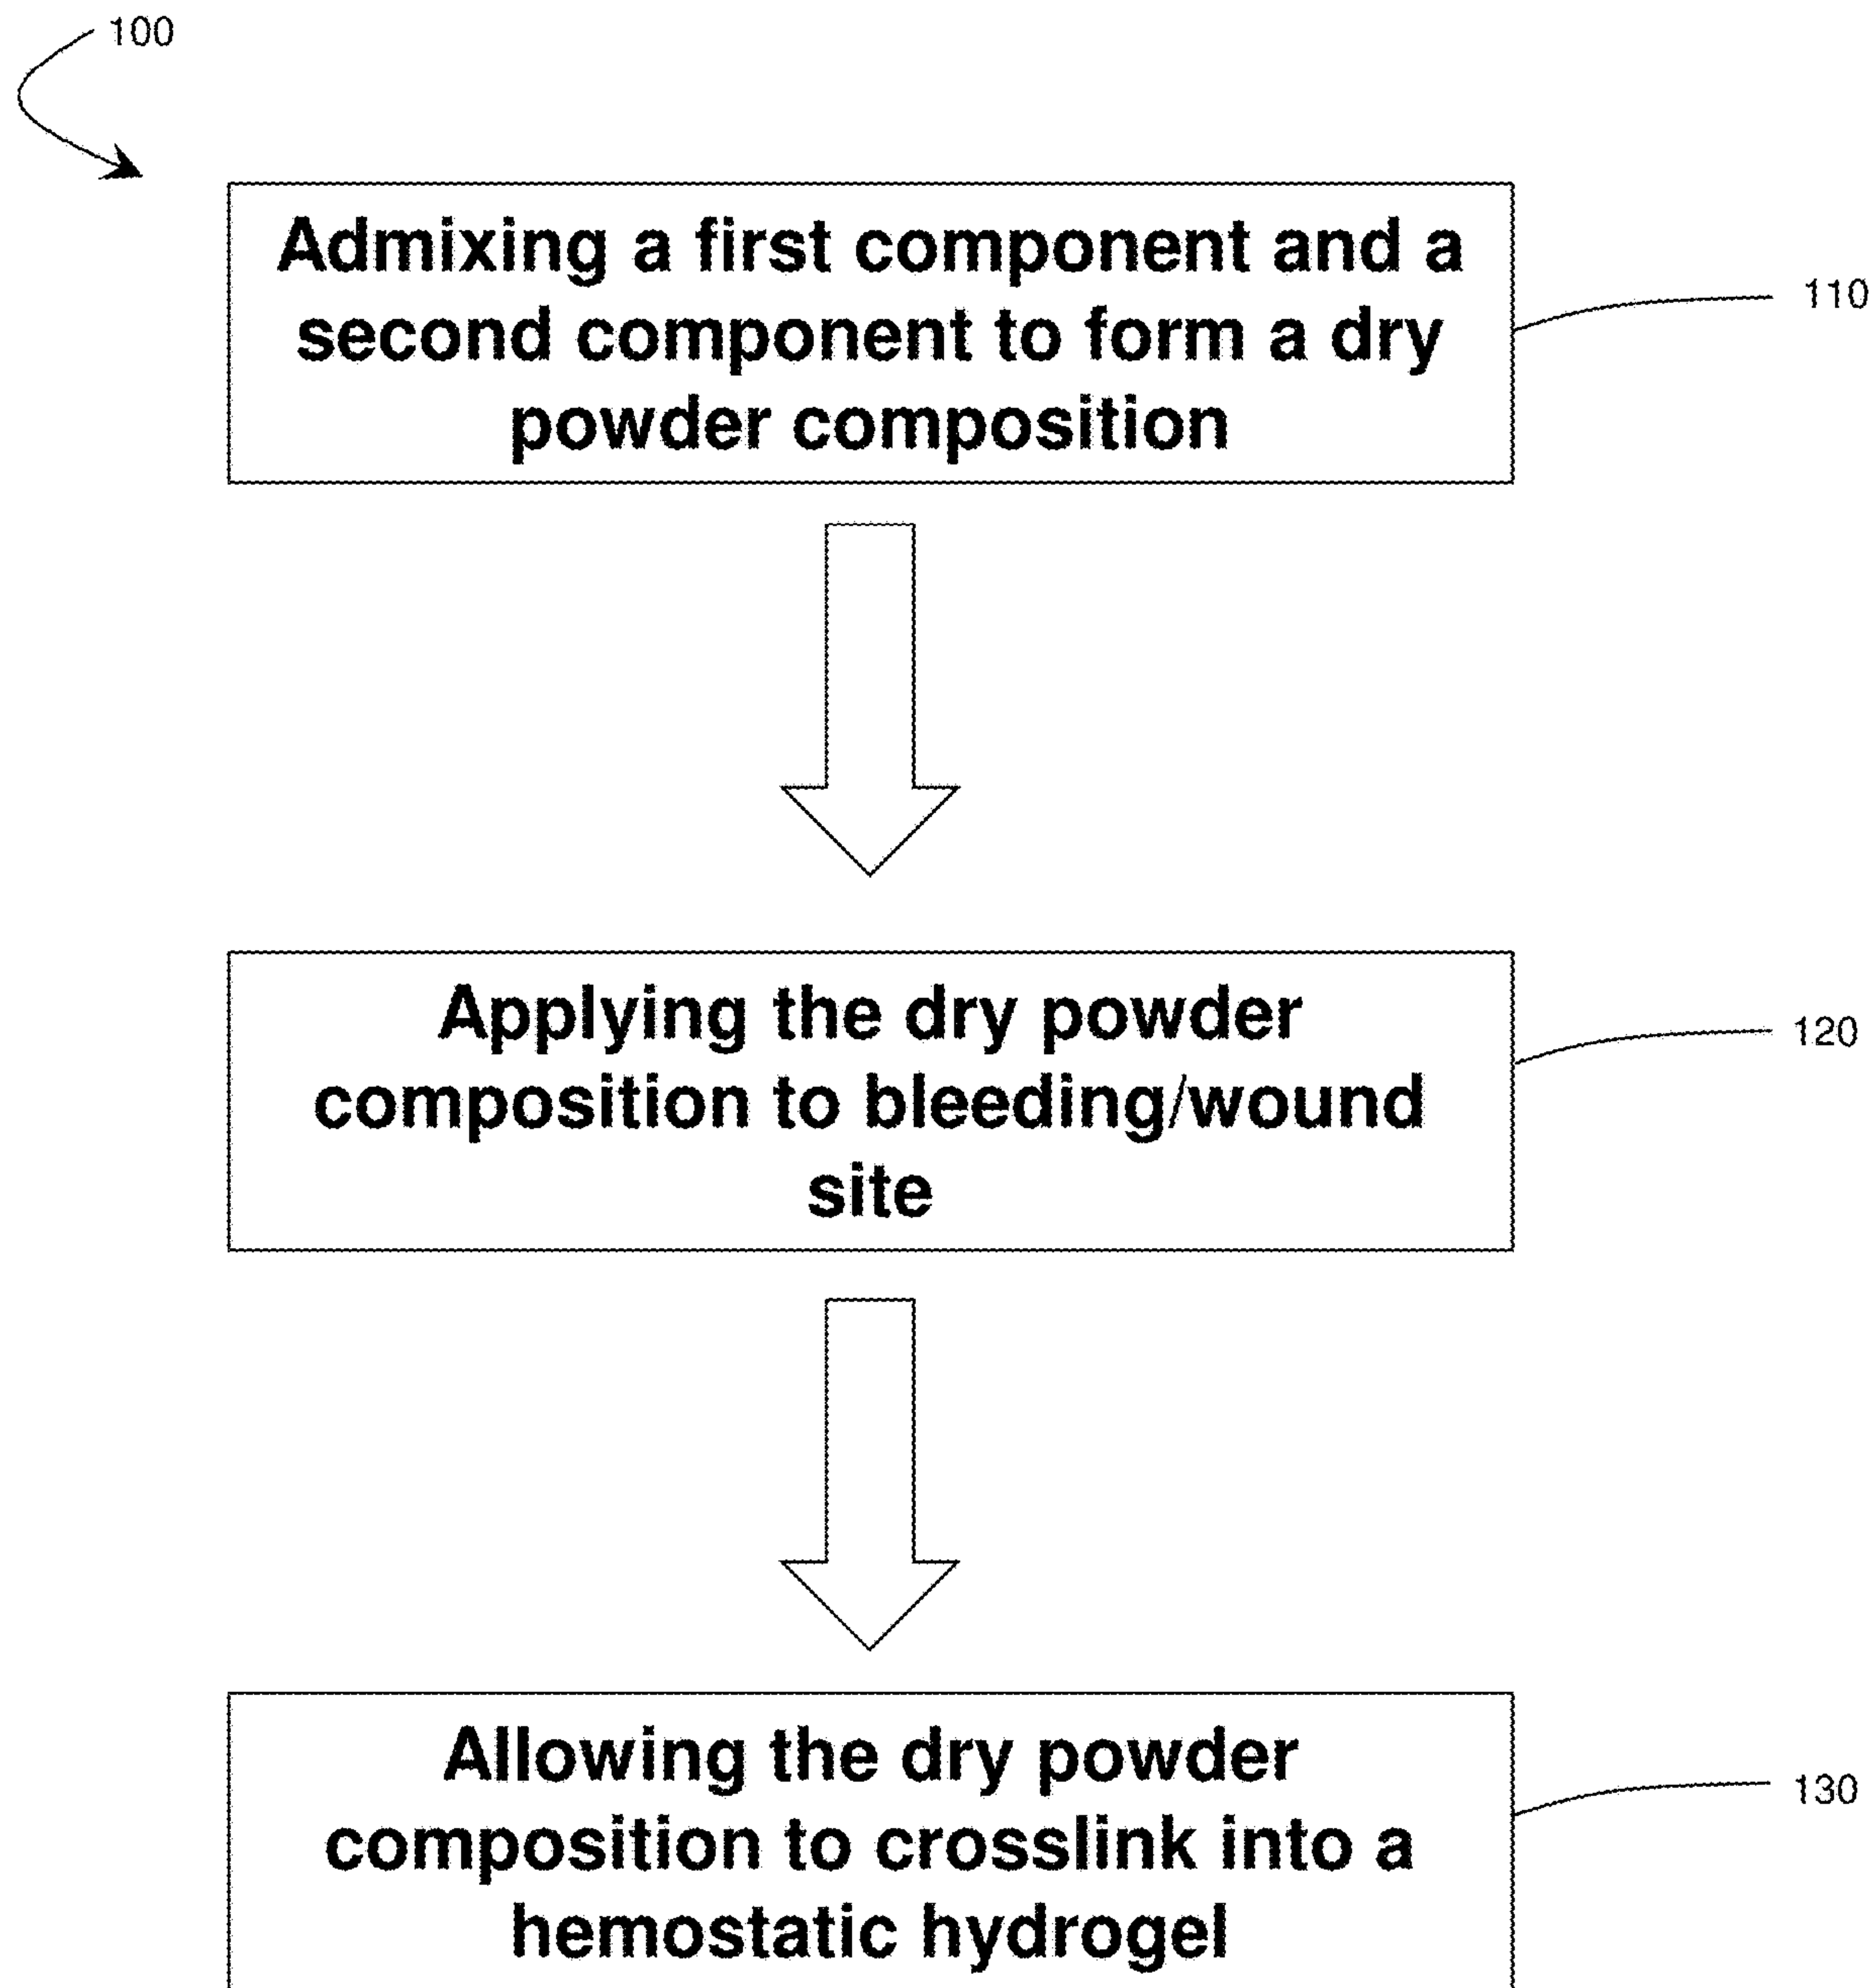 100
Admixing a first component and a
second component to form a dry
powder composition
110
Applying the dry powder
composition to bleeding/wound
site
120
Allowing the dry powder
composition to crosslink into a
hemostatic hydrogel
130